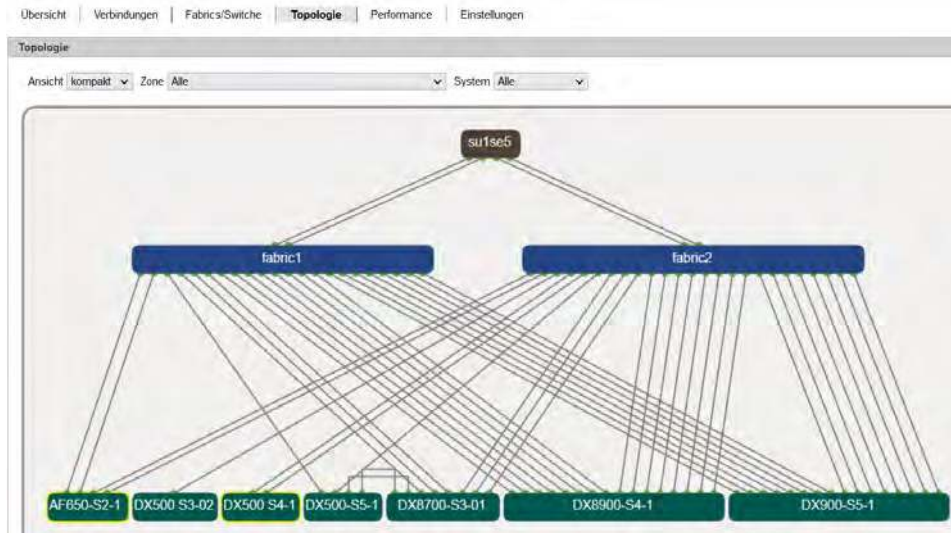 Übersicht Verbindungen Fabrics/Switche Topologie Performance Einstellungen
Topologie
Ansicht kompakt Zone Alle System Alle
su1se5
fabric1 fabric2
AF650-S2-1 DX500 S3-02 DX500 S4-1 DX500-S5-1 DX8700-S3-01 DX8900-S4-1 DX900-S5-1